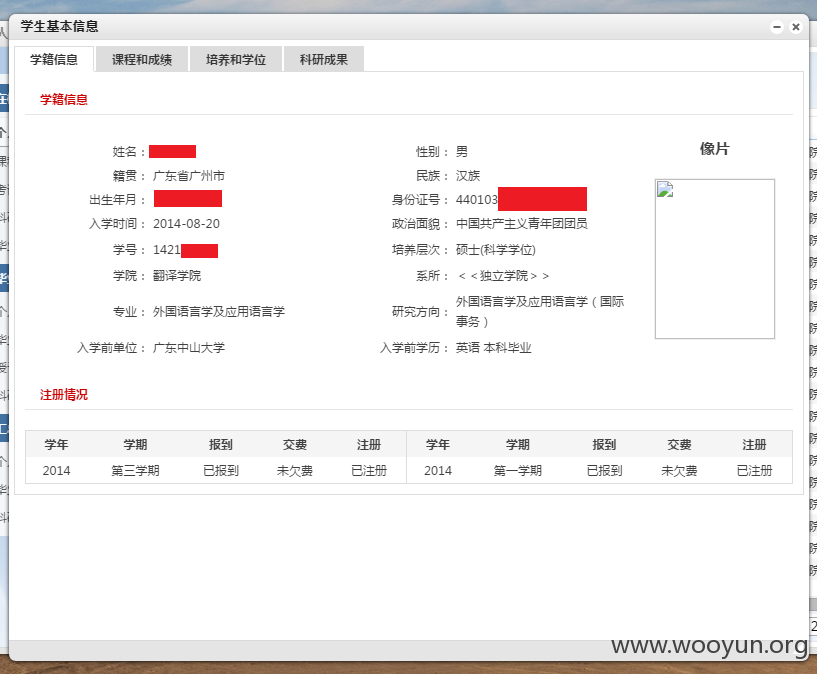 学生基本信息
学籍信息 课程和成绩 培养和学位 科研成果
学籍信息
姓名： 性别： 男
像片
籍贯： 广东省广州市 民族： 汉族
出生年月： 身份证号： 440103
入学时间： 2014-08-20 政治面貌： 中国共产主义青年团团员
学号： 1421 培养层次： 硕士(科学学位)
学院： 翻译学院 系所： ＜＜独立学院＞＞
专业： 外国语言学及应用语言学 研究方向： 外国语言学及应用语言学（国际
事务）
入学前单位： 广东中山大学 入学前学历： 英语 本科毕业
注册情况
学年 学期 报到 交费 注册 学年 学期 报到 交费 注册
2014 第三学期 已报到 未欠费 已注册 2014 第一学期 已报到 未欠费 已注册
www.wooyun.org